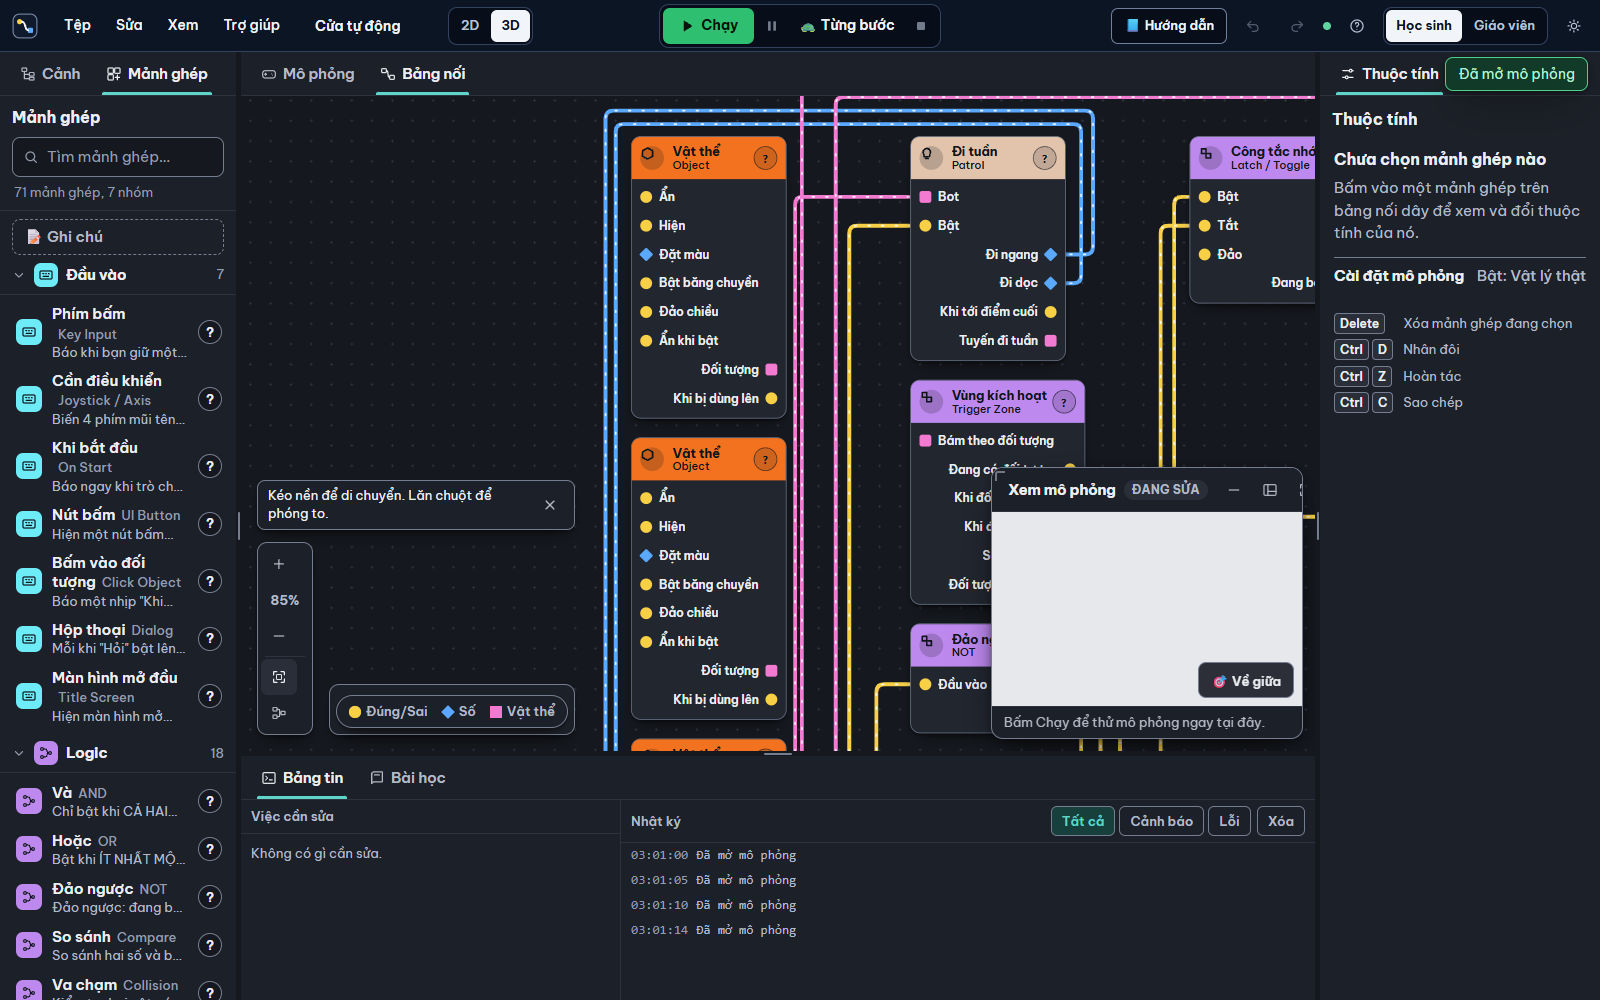 Tệp Sửa Xem Trợ giúp Cửa tự động 2D 3D Chạy Từng bước Hướng dẫn Học sinh Giáo viên
Cảnh Mảnh ghép
Mảnh ghép
Tìm mảnh ghép...
71 mảnh ghép, 7 nhóm
Ghi chú
Đầu vào 7
Phím bấm
Key Input
Báo khi bạn giữ một...
?
Cần điều khiển
Joystick / Axis
Biến 4 phím mũi tên...
?
Khi bắt đầu
On Start
Báo ngay khi trò ch...
?
Nút bấm UI Button
Hiện một nút bấm...
?
Bấm vào đối
tượng Click Object
Báo một nhịp "Khi...
?
Hộp thoại Dialog
Mỗi khi "Hỏi" bật lên...
?
Màn hình mở đầu
Title Screen
Hiện màn hình mở...
?
Logic 18
Và AND
Chỉ bật khi CẢ HAI...
?
Hoặc OR
Bật khi ÍT NHẤT MỘ...
?
Đảo ngược NOT
Đảo ngược: đang b...
?
So sánh Compare
So sánh hai số và b...
?
Va chạm Collision
?
Mô phỏng Bảng nối
Vật thể
Object
?
Ẩn
Hiện
Đặt màu
Bật băng chuyền
Đảo chiều
Ẩn khi bật
Đối tượng
Khi bị dùng lên
Vật thể
Object
?
Ẩn
Hiện
Đặt màu
Bật băng chuyền
Đảo chiều
Ẩn khi bật
Đối tượng
Khi bị dùng lên
Đi tuần
Patrol
?
Bot
Bật
Đi ngang
Đi dọc
Khi tới điểm cuối
Tuyến đi tuần
Vùng kích hoạt
Trigger Zone
?
Bám theo đối tượng
Đang có
Khi
Khi
Đối
NOT
Đầu vào
Công tắc nhớ
Latch / Toggle
Bật
Tắt
Đảo
Đang
Kéo nền để di chuyển. Lăn chuột để
phóng to.
85%
Đúng/Sai Số Vật thể
Xem mô phỏng ĐANG SỬA
Về giữa
Bấm Chạy để thử mô phỏng ngay tại đây.
Bảng tin Bài học
Việc cần sửa
Không có gì cần sửa.
Nhật ký Tất cả Cảnh báo Lỗi Xóa
03:01:00 Đã mở mô phỏng
03:01:05 Đã mở mô phỏng
03:01:10 Đã mở mô phỏng
03:01:14 Đã mở mô phỏng
Thuộc tính Đã mở mô phỏng
Thuộc tính
Chưa chọn mảnh ghép nào
Bấm vào một mảnh ghép trên
bảng nối dây để xem và đổi thuộc
tính của nó.
Cài đặt mô phỏng Bật: Vật lý thật
Delete Xóa mảnh ghép đang chọn
Ctrl D Nhân đôi
Ctrl Z Hoàn tác
Ctrl C Sao chép